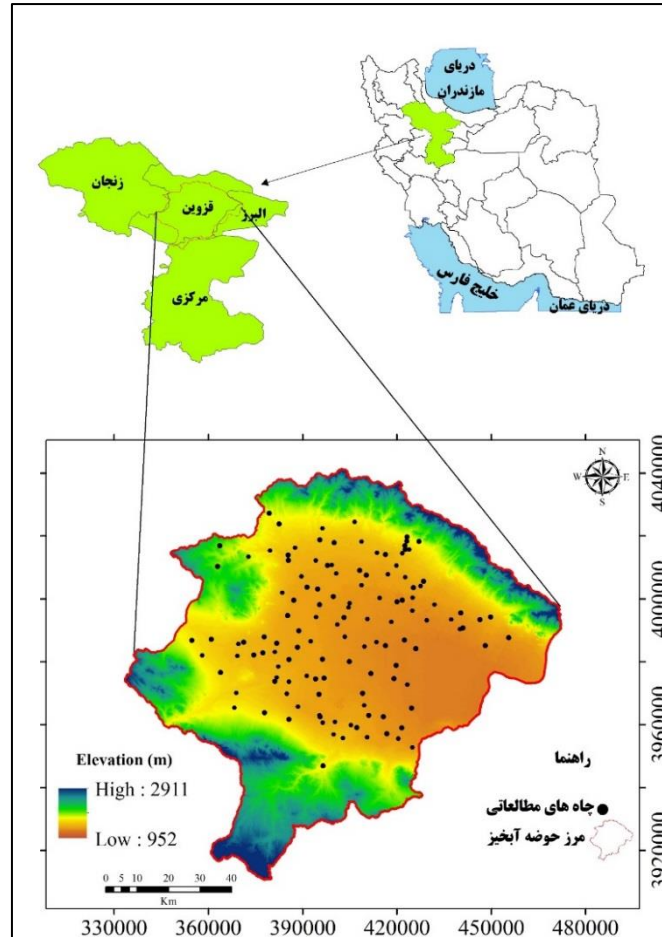 دریای
مازندران
زنجان
قزوین
البرز
مرکزی
خلیج فارس
دریای عمان
N
W E
S
4040000
4000000
3960000
3920000
Elevation (m)
High : 2911
Low : 952
0 5 10 20 30 40
Km
راهنما
چاه های مطالعاتی
مرز حوضه آبخیز
330000 360000 390000 420000 450000 480000